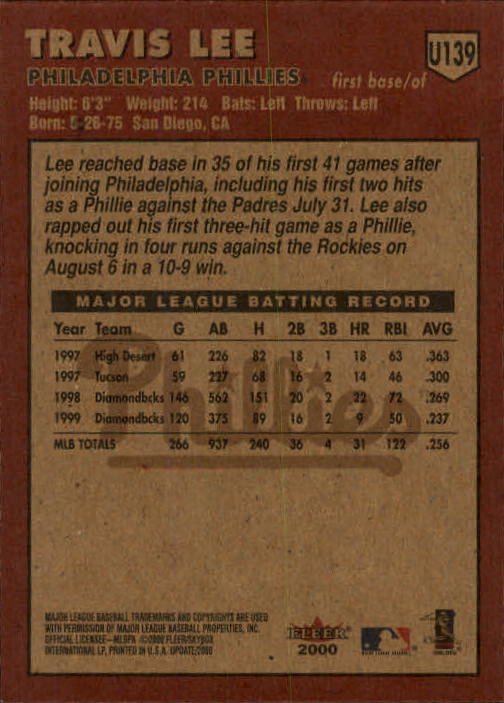 TRAVIS LEE
U139
PHILADELPHIA PHILLIES first base/of
Height: 6'3" Weight: 214 Bats: Left Throws: Left
Born: 5-26-75 San Diego, CA
Lee reached base in 35 of his first 41 games after
joining Philadelphia, including his first two hits
as a Phillie against the Padres July 31. Lee also
rapped out his first three-hit game as a Phillie,
knocking in four runs against the Rockies on
August 6 in a 10-9 win.
MAJOR LEAGUE BATTING RECORD
Year Team G AB H 2B 3B HR RBI AVG
1997 High Desert 61 226 82 18 1 18 63 .363
1997 Tucson 59 227 68 16 2 14 46 .300
1998 Diamondbcks 146 562 151 20 2 22 72 .269
1999 Diamondbcks 120 375 89 16 2 9 50 .237
MLB TOTALS 266 937 240 36 4 31 122 .256
Phillies
MAJOR LEAGUE BASEBALL TRADEMARKS AND COPYRIGHTS ARE USED
WITH PERMISSION OF MAJOR LEAGUE BASEBALL PROPERTIES, INC.
OFFICIAL LICENSEE—MLBPA ©2000 FLEER/SKYBOX
INTERNATIONAL LP, PRINTED IN U.S.A. UPDATE/2000
FLEER
2000